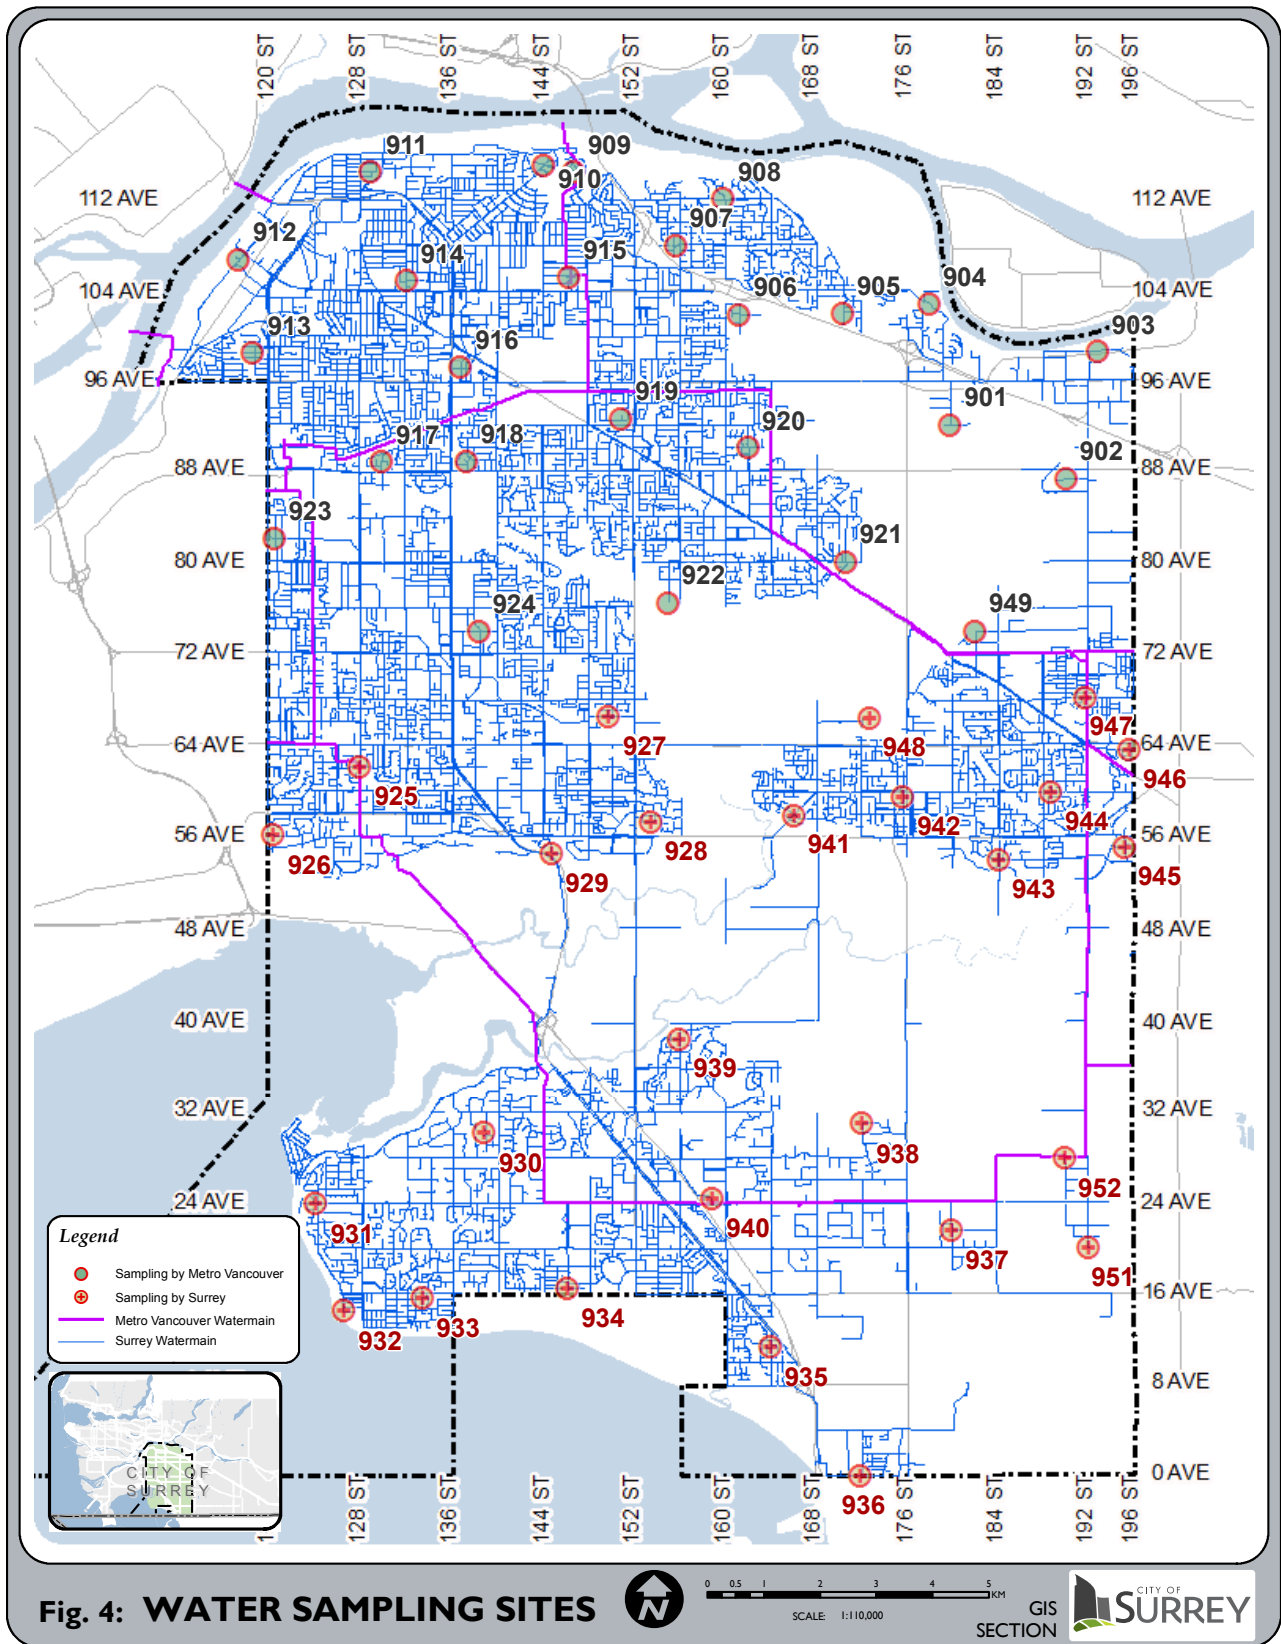 120 ST
128 ST
136 ST
144 ST
152 ST
160 ST
168 ST
176 ST
184 ST
192 ST
196 ST
911
909
910
908
112 AVE
112 AVE
907
912
914
915
906
905
904
104 AVE
104 AVE
913
916
903
96 AVE
96 AVE
919
901
920
917
918
902
88 AVE
88 AVE
923
921
80 AVE
80 AVE
922
924
949
72 AVE
72 AVE
947
927
948
64 AVE
64 AVE
946
925
944
942
941
56 AVE
56 AVE
928
926
929
943
945
48 AVE
48 AVE
40 AVE
40 AVE
939
32 AVE
32 AVE
930
938
952
24 AVE
24 AVE
931
940
937
951
16 AVE
934
933
932
935
8 AVE
0 AVE
936
Legend
Sampling by Metro Vancouver
Sampling by Surrey
Metro Vancouver Watermain
Surrey Watermain
CITY OF
SURREY
128 ST
136 ST
144 ST
152 ST
160 ST
168 ST
176 ST
184 ST
192 ST
196 ST
Fig. 4: WATER SAMPLING SITES
N
0 0.5 1 2 3 4 5
KM
SCALE: 1:110,000
GIS
SECTION
CITY OF
SURREY